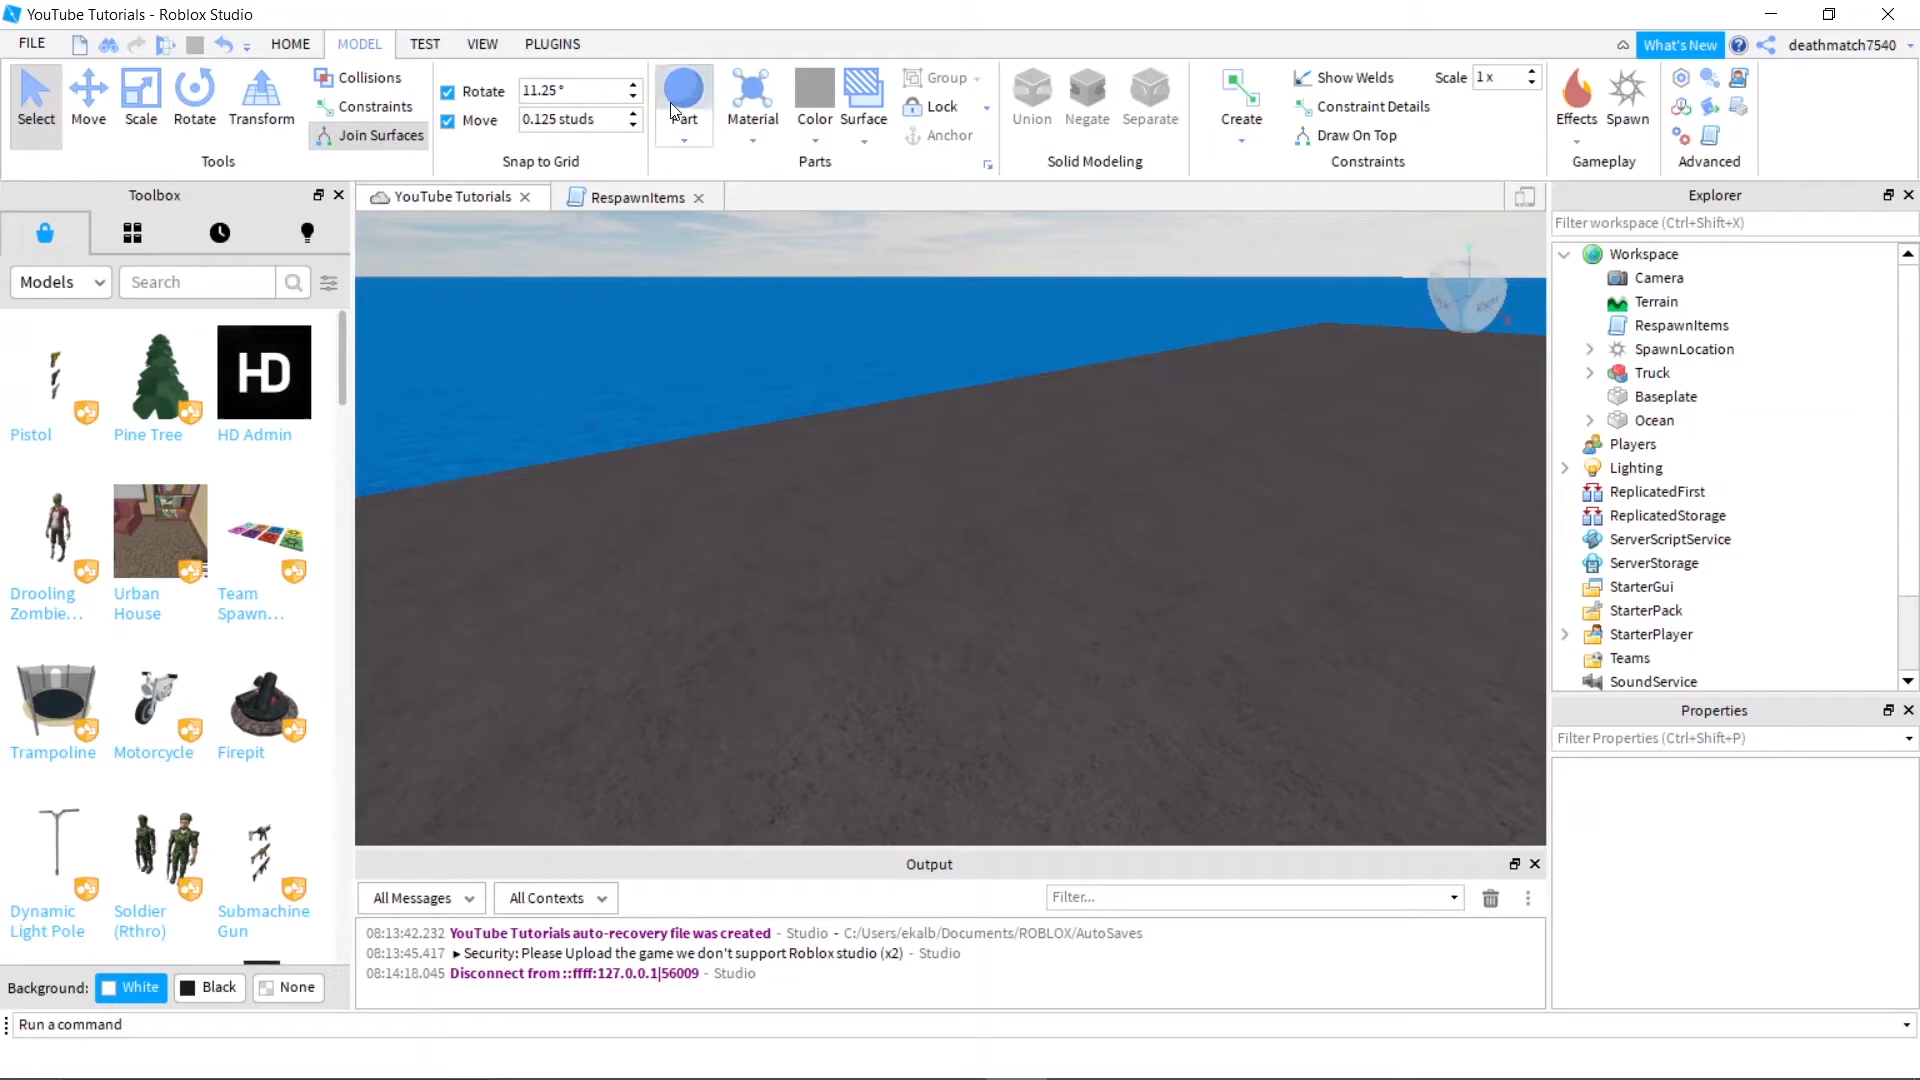 YouTube Tutorials - Roblox Studio
FILE HOME MODEL TEST VIEW PLUGINS What's New deathmatch7540
Select Move Scale Rotate Transform
Collisions
Constraints
Join Surfaces
Tools
Rotate 11.25 °
Move 0.125 studs
Snap to Grid
Part Material Color Surface
Group
Lock
Anchor
Parts
Union Negate Separate
Solid Modeling
Create
Show Welds Scale 1 x
Constraint Details
Draw On Top
Constraints
Effects Spawn
Gameplay
Advanced
Toolbox
Models Search
Pistol Pine Tree HD Admin
HD
Drooling Zombie... Urban House Team Spawn...
Trampoline Motorcycle Firepit
Dynamic Light Pole Soldier (Rthro) Submachine Gun
Background: White Black None
YouTube Tutorials RespawnItems
Output
All Messages All Contexts Filter...
08:13:42.232 YouTube Tutorials auto-recovery file was created - Studio - C:/Users/ekalb/Documents/ROBLOX/AutoSaves
08:13:45.417 Security: Please Upload the game we don't support Roblox studio (x2) - Studio
08:14:18.045 Disconnect from ::ffff:127.0.0.1|56009 - Studio
Explorer
Filter workspace (Ctrl+Shift+X)
Workspace
Camera
Terrain
RespawnItems
SpawnLocation
Truck
Baseplate
Ocean
Players
Lighting
ReplicatedFirst
ReplicatedStorage
ServerScriptService
ServerStorage
StarterGui
StarterPack
StarterPlayer
Teams
SoundService
Properties
Filter Properties (Ctrl+Shift+P)
Run a command